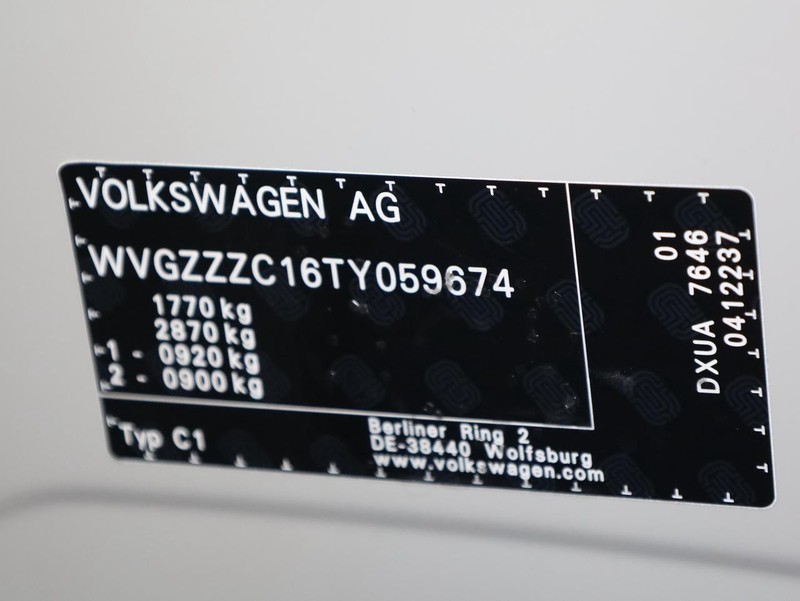 VOLKSWAGEN AG
WVGZZZC16TY059674
1770 kg
2870 kg
1 - 0920 kg
2 - 0900 kg
Typ C1
Berliner Ring 2
DE-38440 Wolfsburg
www.volkswagen.com
01
DXUA 7646
0412237